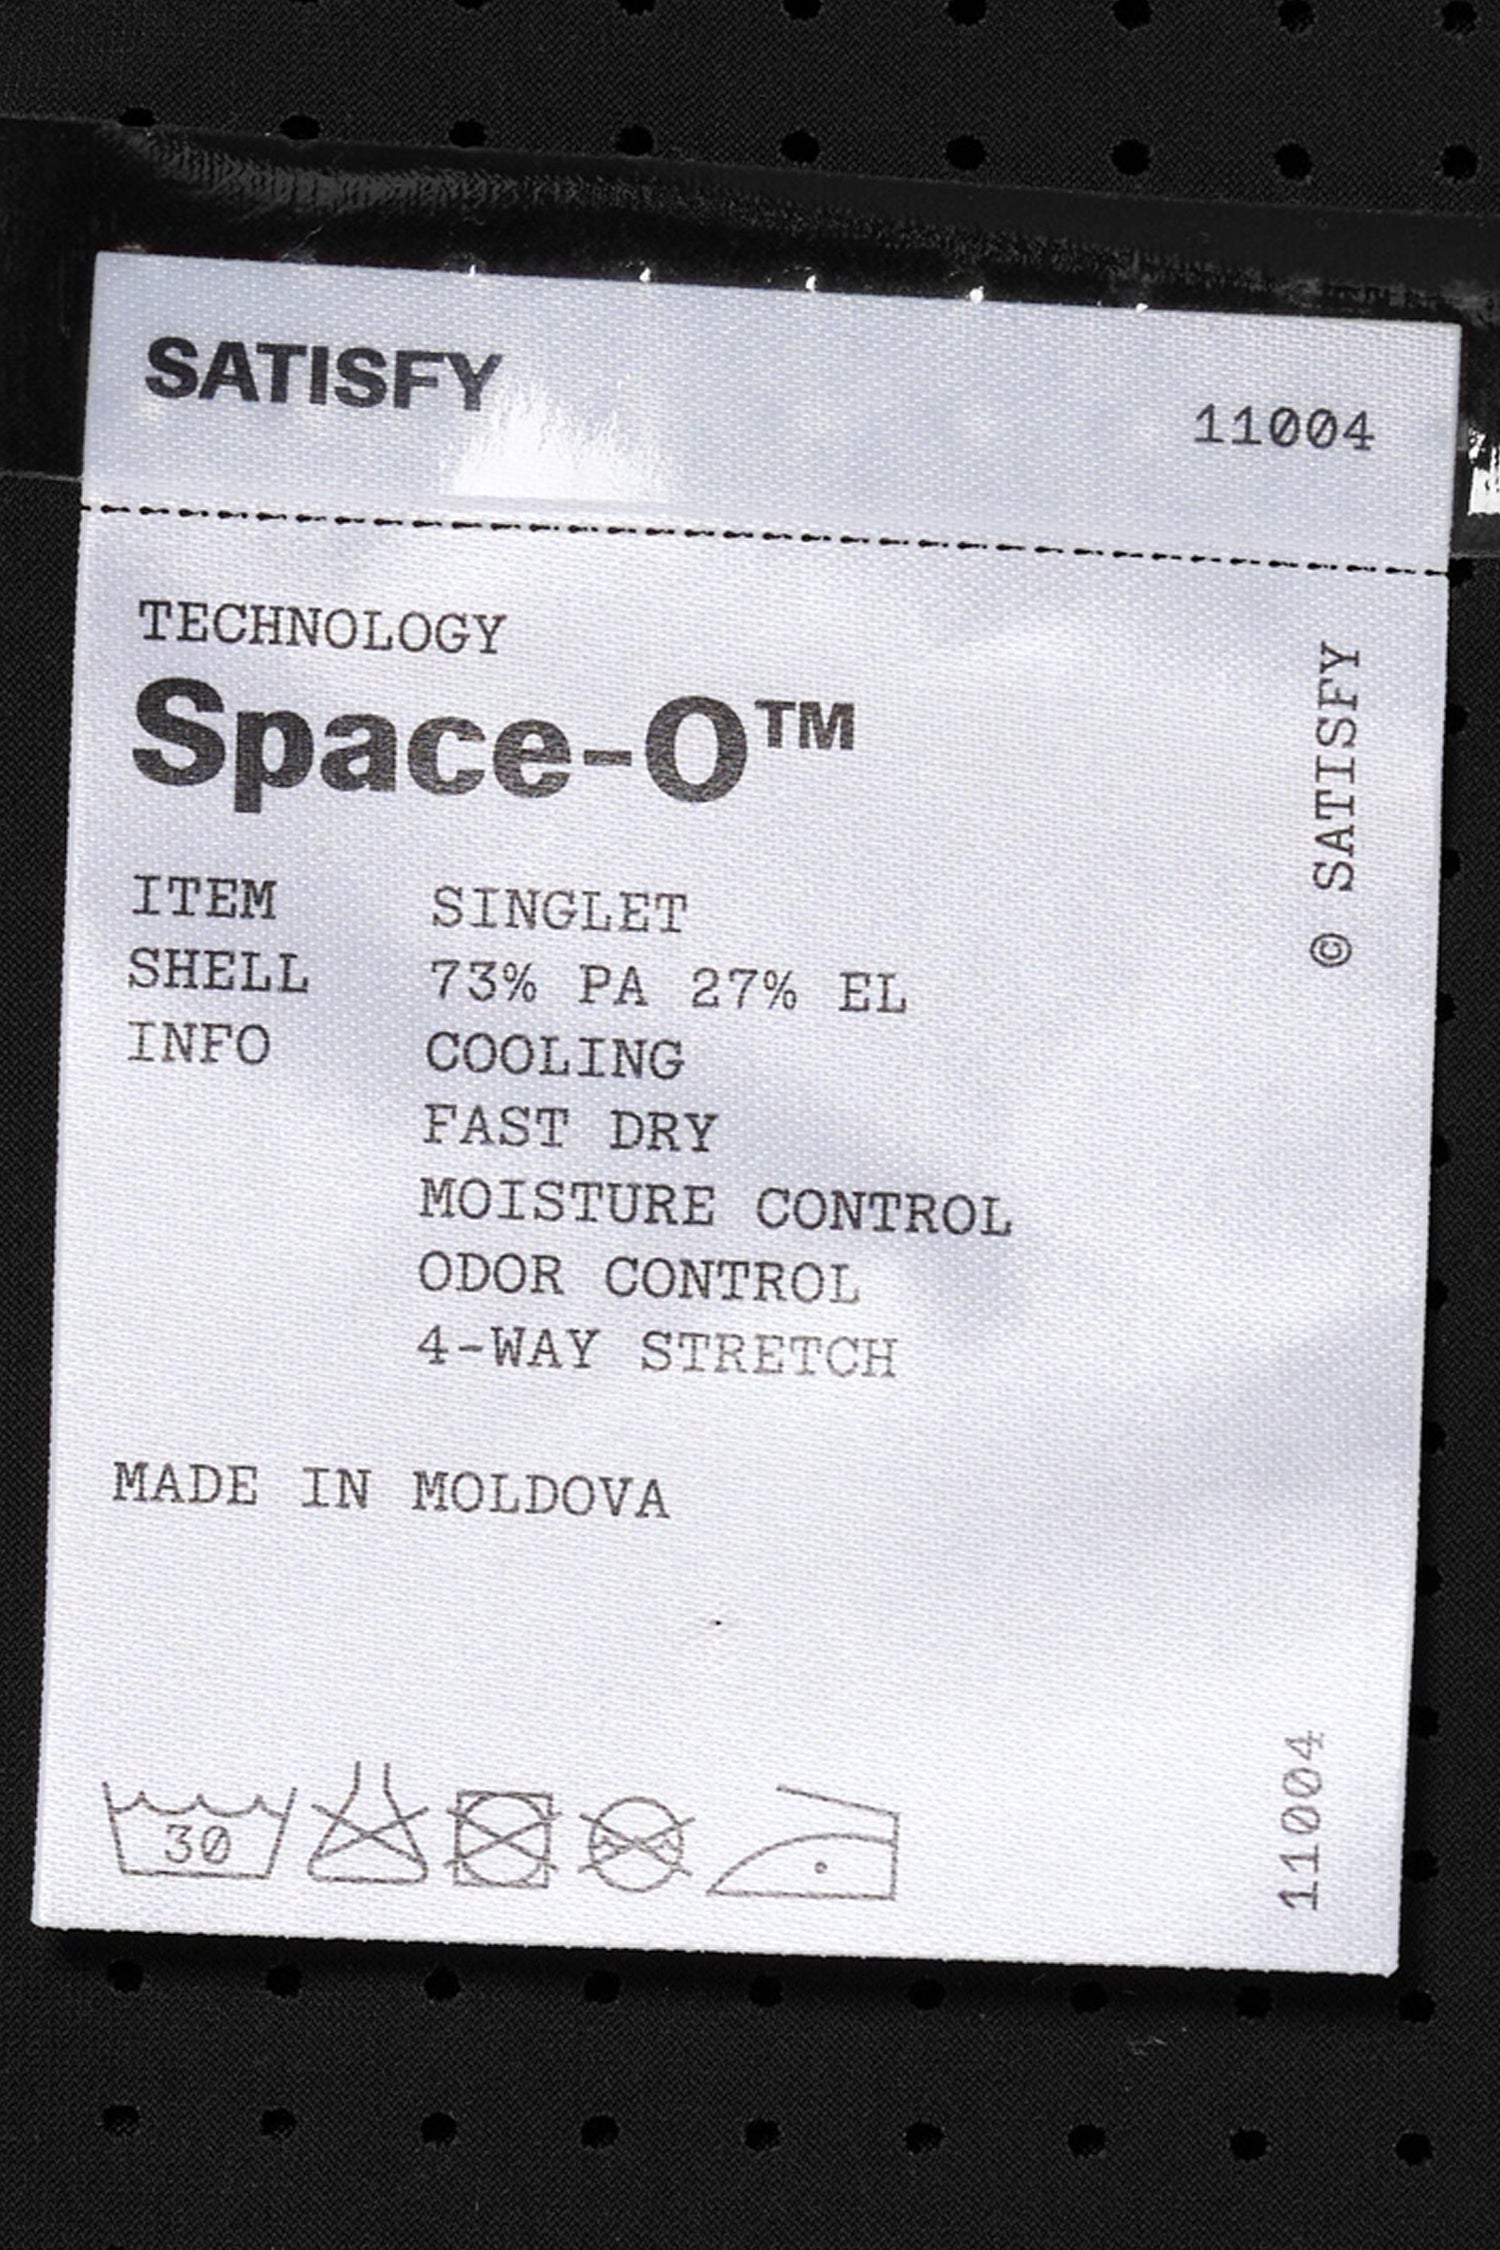 SATISFY
11004
TECHNOLOGY
Space-O™
© SATISFY
ITEM SINGLET
SHELL 73% PA 27% EL
INFO COOLING
FAST DRY
MOISTURE CONTROL
ODOR CONTROL
4-WAY STRETCH
MADE IN MOLDOVA
30
11004